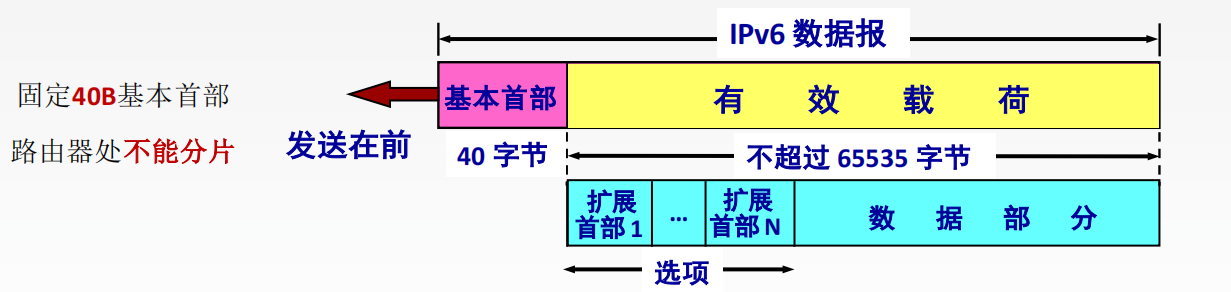 IPv6 数据报
固定40B基本首部
路由器处不能分片
发送在前
基本首部
有效载荷
40 字节
不超过 65535 字节
扩展
首部 1
...
扩展
首部 N
数据部分
选项